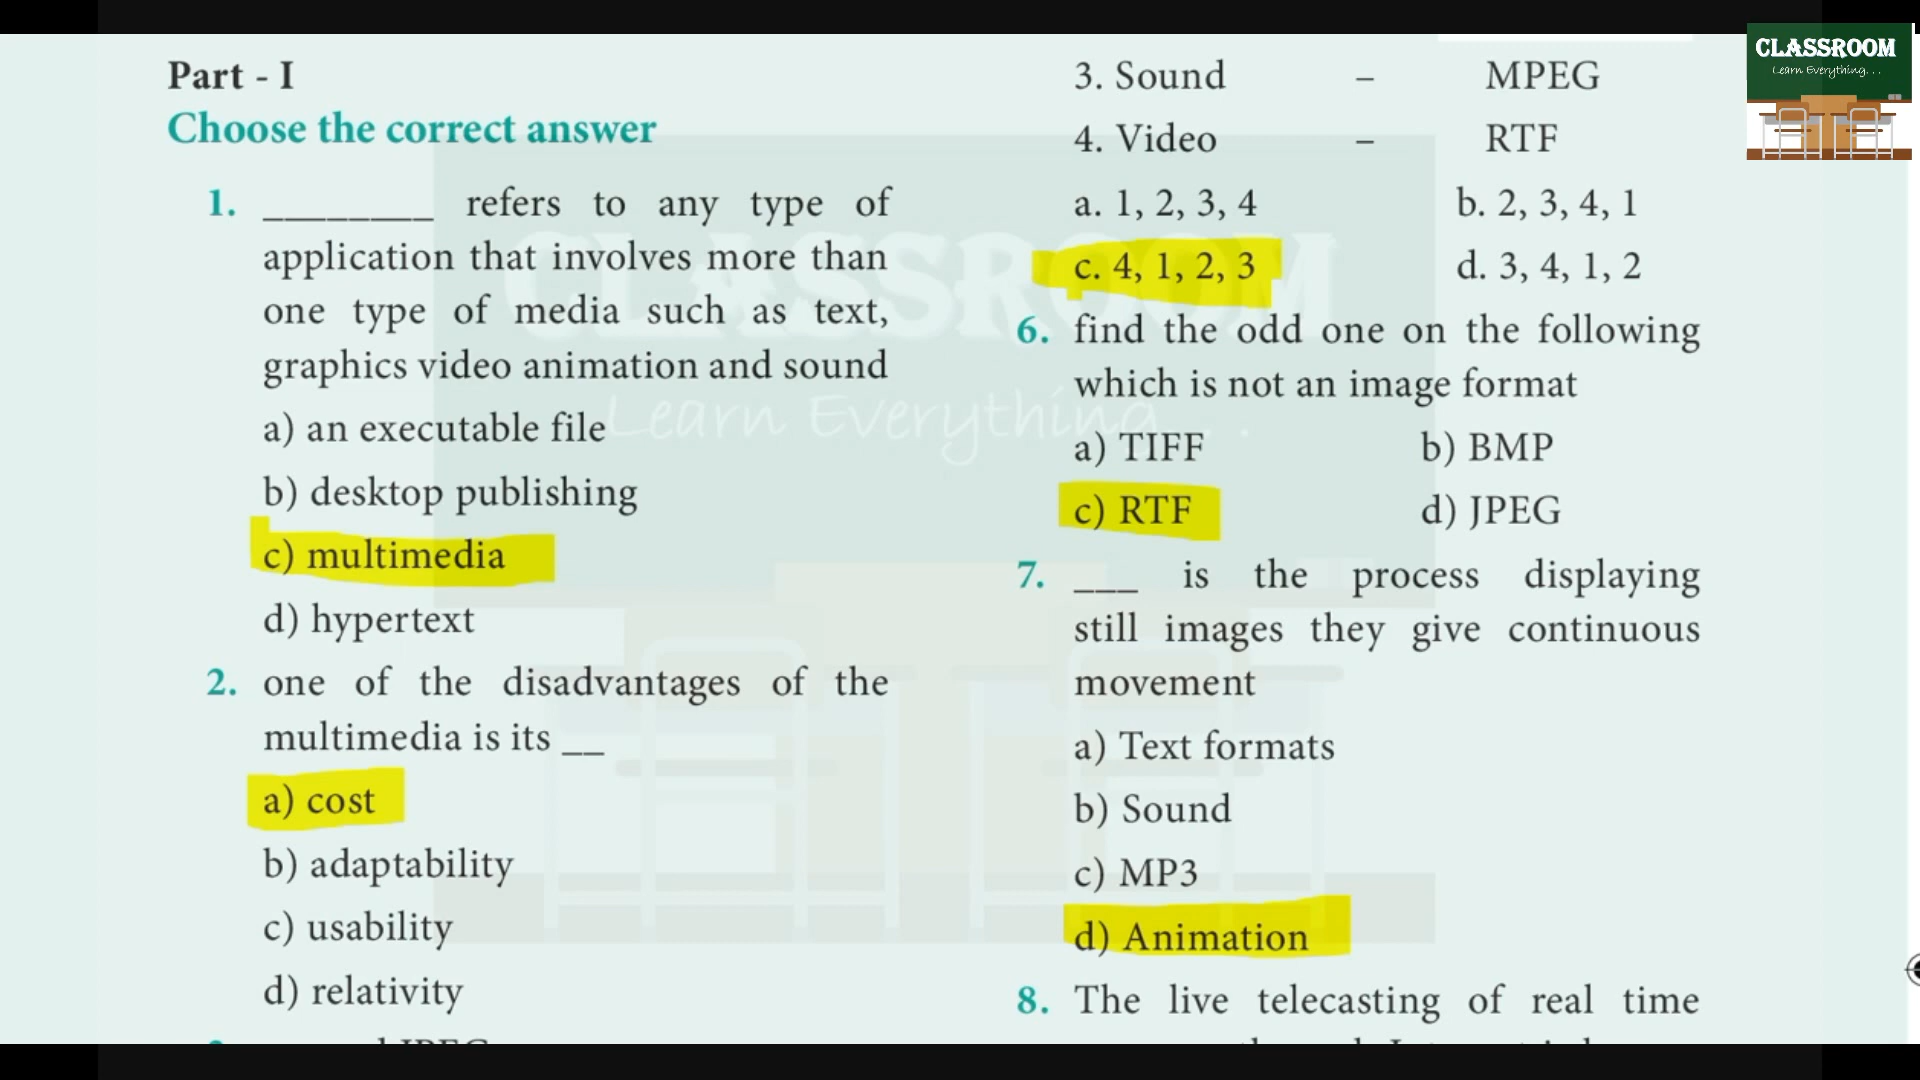 Part - I
Choose the correct answer
1. ________ refers to any type of
application that involves more than
one type of media such as text,
graphics video animation and sound
a) an executable file
b) desktop publishing
c) multimedia
d) hypertext
2. one of the disadvantages of the
multimedia is its __
a) cost
b) adaptability
c) usability
d) relativity
3. Sound – MPEG
4. Video – RTF
a. 1, 2, 3, 4 b. 2, 3, 4, 1
c. 4, 1, 2, 3 d. 3, 4, 1, 2
6. find the odd one on the following
which is not an image format
a) TIFF b) BMP
c) RTF d) JPEG
7. ___ is the process displaying
still images they give continuous
movement
a) Text formats
b) Sound
c) MP3
d) Animation
8. The live telecasting of real time
CLASSROOM
Learn Everything. . .
CLASSROOM
Learn Everything. . .